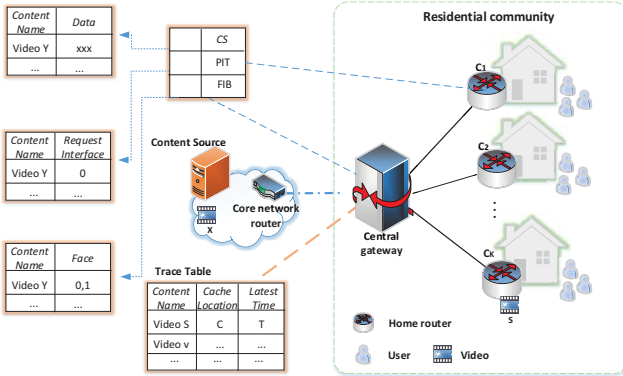 Content Name Data
Video Y xxx
... ...
CS
PIT
FIB
Content Name Request Interface
Video Y 0
... ...
Content Name Face
Video Y 0,1
... ...
Content Source
X
Core network router
Trace Table
Content Name Cache Location Latest Time
Video S C T
Video v ... ...
... ... ...
Central gateway
Residential community
C1
C2
⋮
CK
S
Home router
User
Video